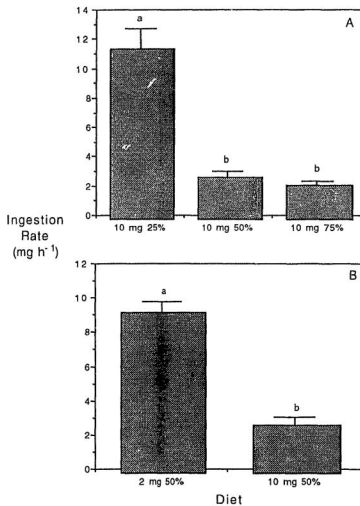 14
A
a
12
10
8
6
4
b
b
2
0
10 mg 25% 10 mg 50% 10 mg 75%
Ingestion
Rate
(mg h-1)
12
B
a
10
8
6
4
b
2
0
2 mg 50% 10 mg 50%
Diet